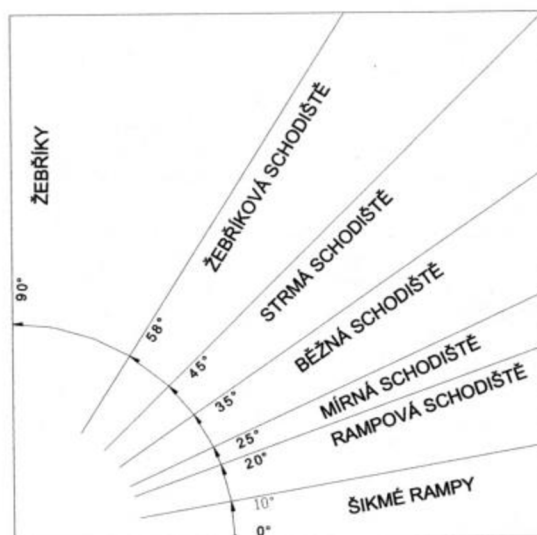 ŽEBŘÍKY
90°
ŽEBŘÍKOVÁ SCHODIŠTĚ
58°
STRMÁ SCHODIŠTĚ
45°
BĚŽNÁ SCHODIŠTĚ
35°
MÍRNÁ SCHODIŠTĚ
25°
RAMPOVÁ SCHODIŠTĚ
20°
ŠIKMÉ RAMPY
10°
0°